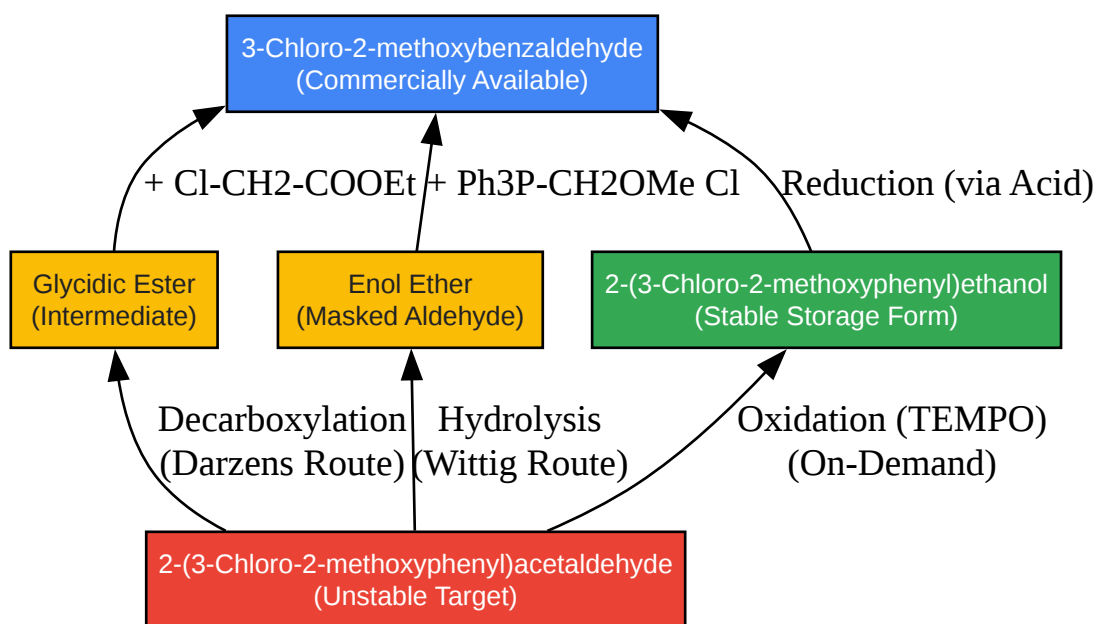 3-Chloro-2-methoxybenzaldehyde
(Commercially Available)
+ Cl-CH2-COOEt
+ Ph3P-CH2OMe Cl
Reduction (via Acid)
Glycidic Ester
(Intermediate)
Enol Ether
(Masked Aldehyde)
2-(3-Chloro-2-methoxyphenyl)ethanol
(Stable Storage Form)
Decarboxylation
(Darzens Route)
Hydrolysis
(Wittig Route)
Oxidation (TEMPO)
(On-Demand)
2-(3-Chloro-2-methoxyphenyl)acetaldehyde
(Unstable Target)